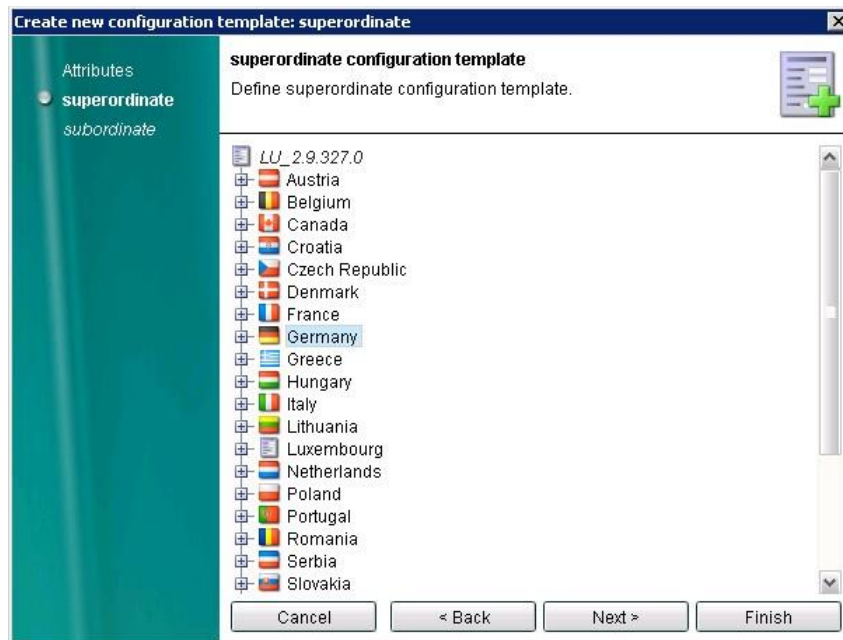 Create new configuration template: superordinate
Attributes
superordinate
subordinate
superordinate configuration template
Define superordinate configuration template.
LU_2.9.327.0
Austria
Belgium
Canada
Croatia
Czech Republic
Denmark
France
Germany
Greece
Hungary
Italy
Lithuania
Luxembourg
Netherlands
Poland
Portugal
Romania
Serbia
Slovakia
Cancel
< Back
Next >
Finish